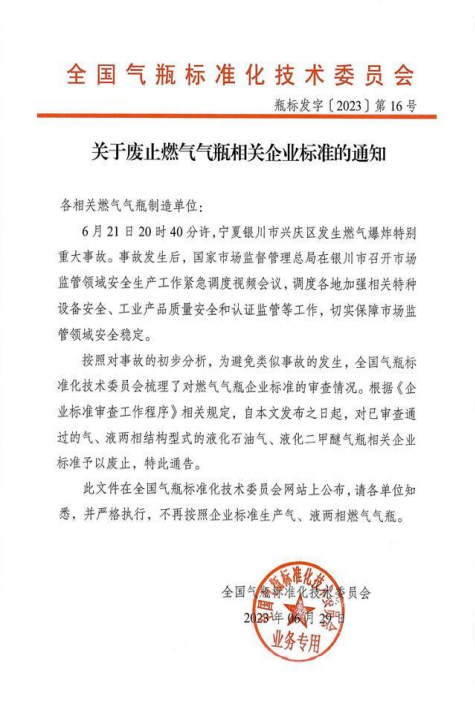 全国气瓶标准化技术委员会
瓶标发字〔2023〕第16号
关于废止燃气气瓶相关企业标准的通知
各相关燃气气瓶制造单位：
6月21日20时40分许，宁夏银川市兴庆区发生燃气爆炸特别
重大事故。事故发生后，国家市场监督管理总局在银川市召开市场
监管领域安全生产工作紧急调度视频会议，调度各地加强相关特种
设备安全、工业产品质量安全和认证监管等工作，切实保障市场监
管领域安全稳定。
按照对事故的初步分析，为避免类似事故的发生，全国气瓶标
准化技术委员会梳理了对燃气气瓶企业标准的审查情况。根据《企
业标准审查工作程序》相关规定，自本文发布之日起，对已审查通
过的气、液两相结构型式的液化石油气、液化二甲醚气瓶相关企业
标准予以废止，特此通告。
此文件在全国气瓶标准化技术委员会网站上公布，请各单位知
悉，并严格执行，不再按照企业标准生产气、液两相燃气气瓶。
全国气瓶标准化技术委员会
2023年06月29日
全国气瓶标准化技术委员会
业务专用